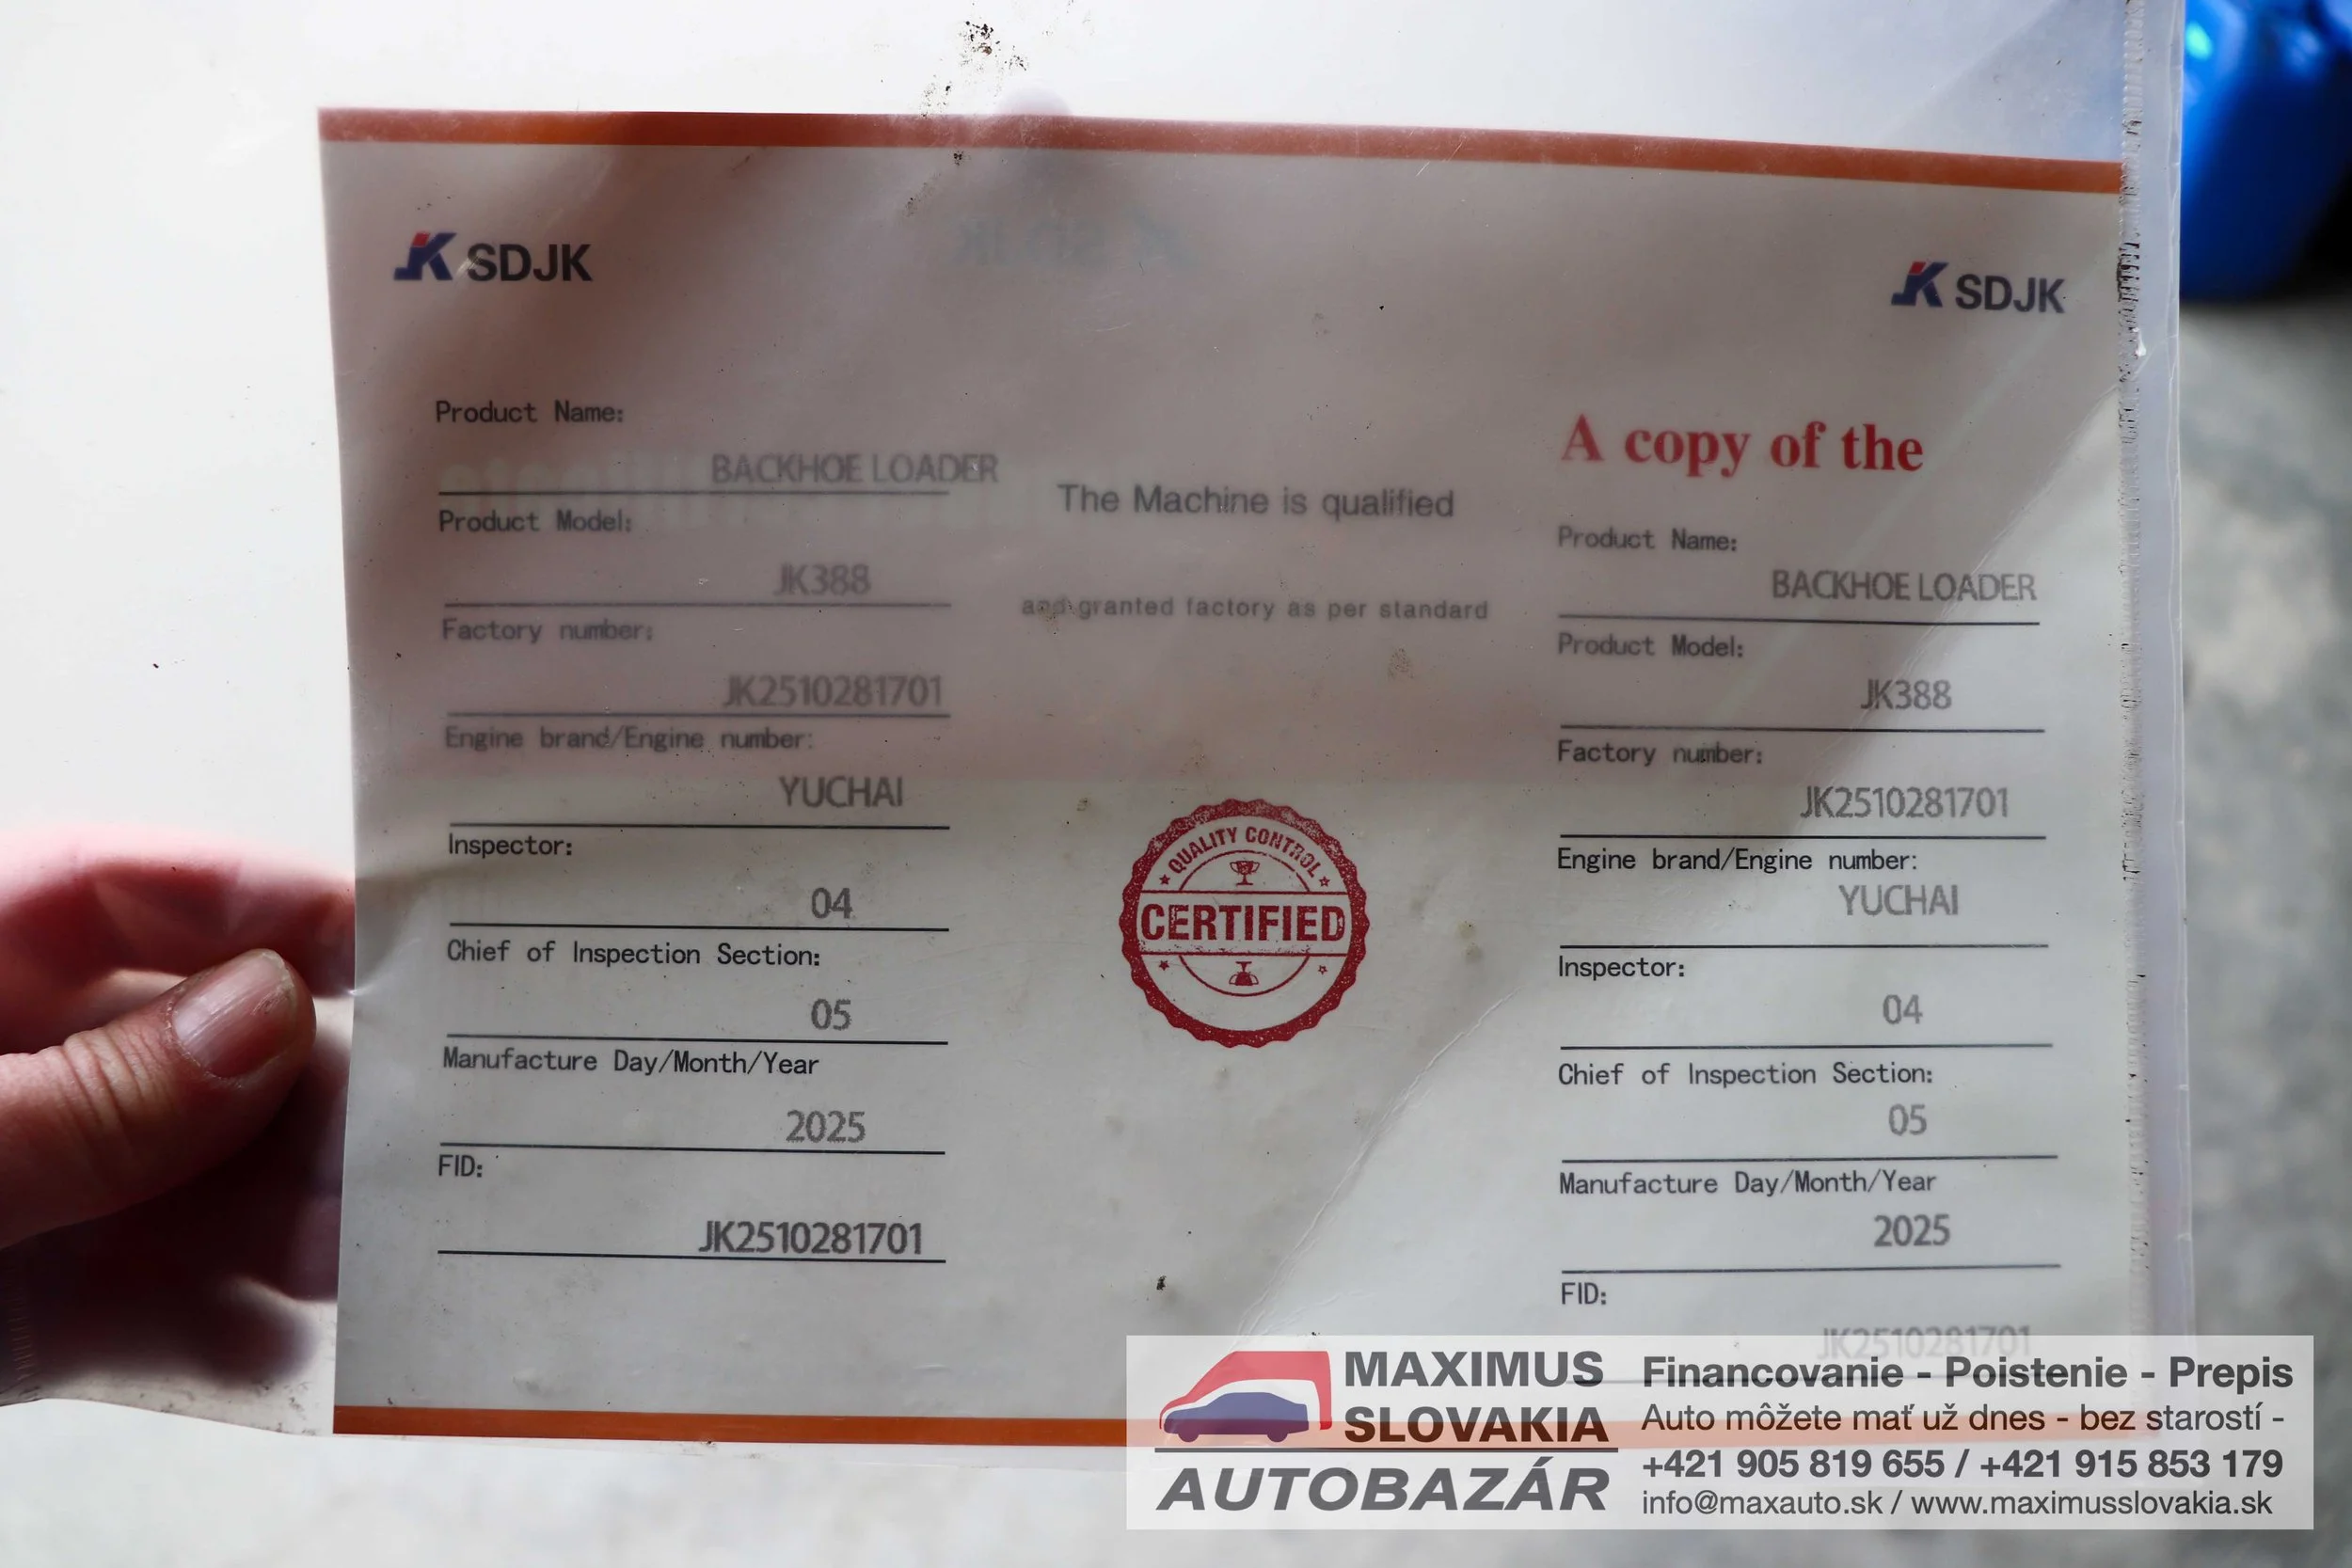 SDJK
Product Name:
BACKHOE LOADER
Product Model:
JK388
Factory number:
JK2510281701
Engine brand/Engine number:
YUCHAI
Inspector:
04
Chief of Inspection Section:
05
Manufacture Day/Month/Year
2025
FID:
JK2510281701
The Machine is qualified
and granted factory as per standard
QUALITY CONTROL
CERTIFIED
SDJK
A copy of the
Product Name:
BACKHOE LOADER
Product Model:
JK388
Factory number:
JK2510281701
Engine brand/Engine number:
YUCHAI
Inspector:
04
Chief of Inspection Section:
05
Manufacture Day/Month/Year
2025
FID:
JK2510281701
MAXIMUS
SLOVAKIA
AUTOBAZÁR
Financovanie - Poistenie - Prepis
Auto môžete mať už dnes - bez starostí -
+421 905 819 655 / +421 915 853 179
info@maxauto.sk / www.maximusslovakia.sk